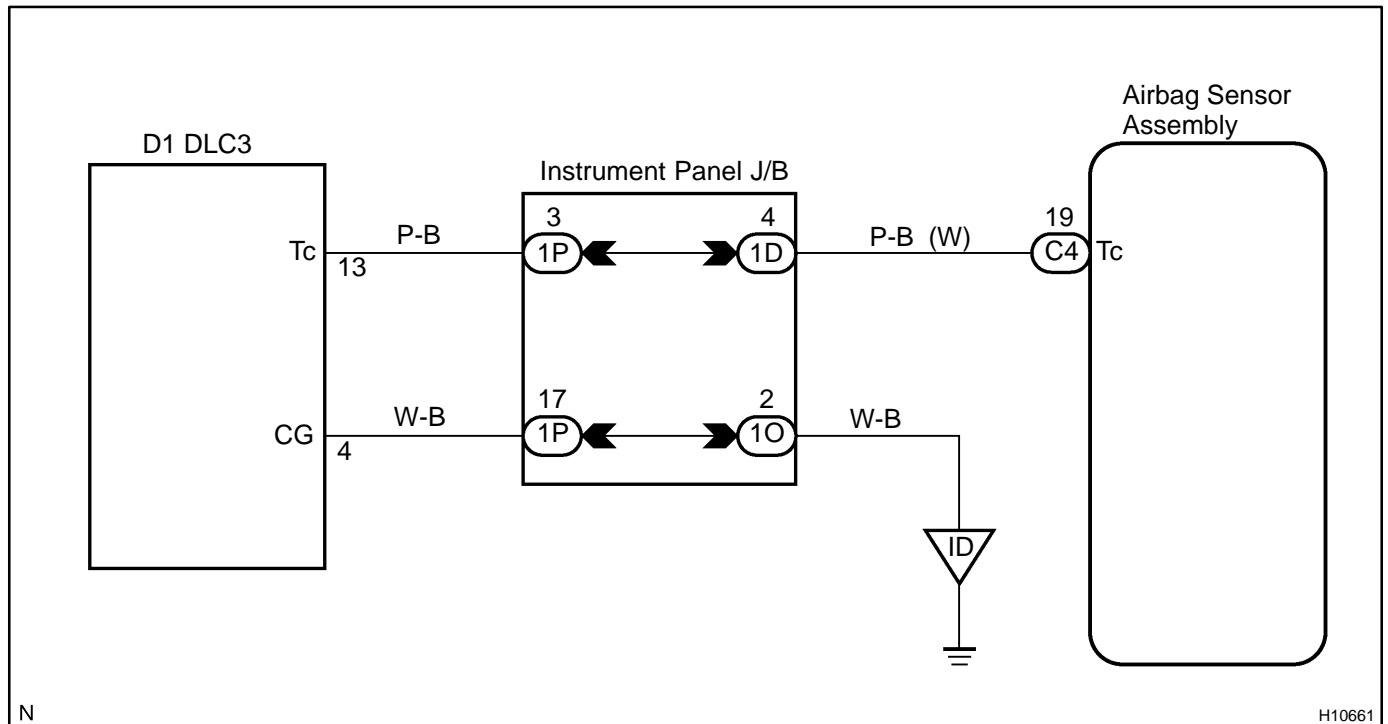 Airbag Sensor
Assembly
D1 DLC3
Instrument Panel J/B
3
4
19
Tc
P-B
1P
1D
P-B (W)
C4
Tc
13
17
2
CG
W-B
1P
1O
W-B
4
ID
N
H10661